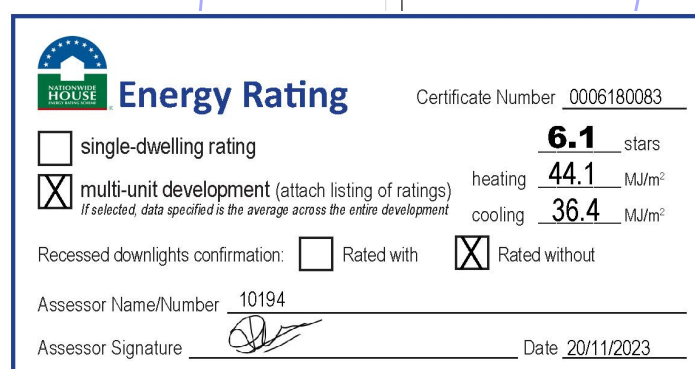 NATIONWIDE
HOUSE
ENERGY RATING SCHEME
®
Energy Rating
Certificate Number 0006180083
single-dwelling rating
6.1 stars
multi-unit development (attach listing of ratings)
heating 44.1 MJ/m²
If selected, data specified is the average across the entire development
cooling 36.4 MJ/m²
Recessed downlights confirmation: Rated with X Rated without
Assessor Name/Number 10194
Assessor Signature
Date 20/11/2023